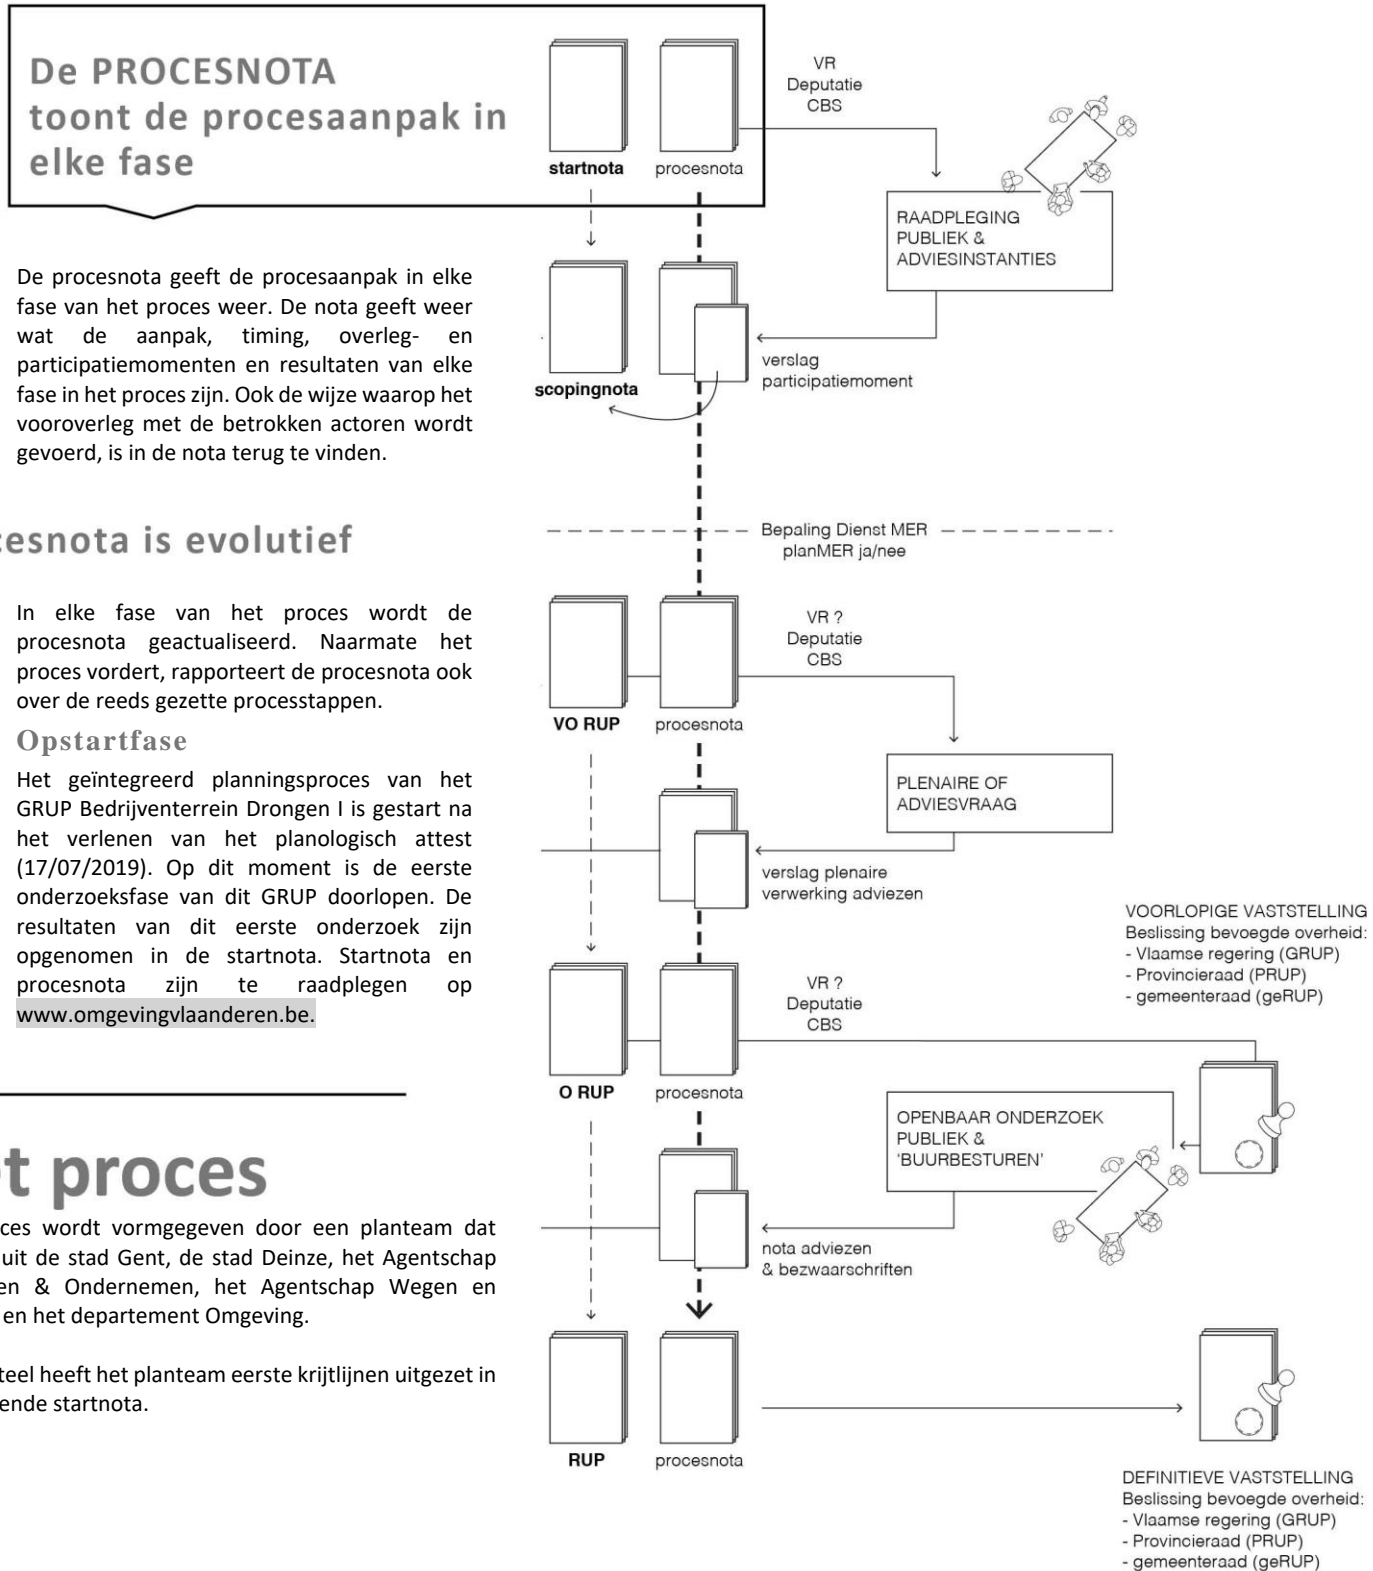 De PROCESNOTA
toont de procesaanpak in
elke fase
De procesnota geeft de procesaanpak in elke
fase van het proces weer. De nota geeft weer
wat de aanpak, timing, overleg- en
participatiemomenten en resultaten van elke
fase in het proces zijn. Ook de wijze waarop het
vooroverleg met de betrokken actoren wordt
gevoerd, is in de nota terug te vinden.
cesnota is evolutief
In elke fase van het proces wordt de
procesnota geactualiseerd. Naarmate het
proces vordert, rapporteert de procesnota ook
over de reeds gezette processtappen.
Opstartfase
Het geïntegreerd planningsproces van het
GRUP Bedrijventerrein Drongen I is gestart na
het verlenen van het planologisch attest
(17/07/2019). Op dit moment is de eerste
onderzoeksfase van dit GRUP doorlopen. De
resultaten van dit eerste onderzoek zijn
opgenomen in de startnota. Startnota en
procesnota zijn te raadplegen op
www.omgevingvlaanderen.be.
t proces
ces wordt vormgegeven door een planteam dat
uit de stad Gent, de stad Deinze, het Agentschap
en & Ondernemen, het Agentschap Wegen en
en het departement Omgeving.
teel heeft het planteam eerste krijtlijnen uitgezet in
ende startnota.
startnota
procesnota
VR
Deputatie
CBS
RAADPLEGING
PUBLIEK &
ADVIESINSTANTIES
verslag
participatiemoment
scopingnota
Bepaling Dienst MER
planMER ja/nee
VR ?
Deputatie
CBS
VO RUP
procesnota
PLENAIRE OF
ADVIESVRAAG
verslag plenaire
verwerking adviezen
VOORLOPIGE VASTSTELLING
Beslissing bevoegde overheid:
- Vlaamse regering (GRUP)
- Provincieraad (PRUP)
- gemeenteraad (geRUP)
VR ?
Deputatie
CBS
O RUP
procesnota
OPENBAAR ONDERZOEK
PUBLIEK &
'BUURBESTUREN'
nota adviezen
& bezwaarschriften
RUP
procesnota
DEFINITIEVE VASTSTELLING
Beslissing bevoegde overheid:
- Vlaamse regering (GRUP)
- Provincieraad (PRUP)
- gemeenteraad (geRUP)